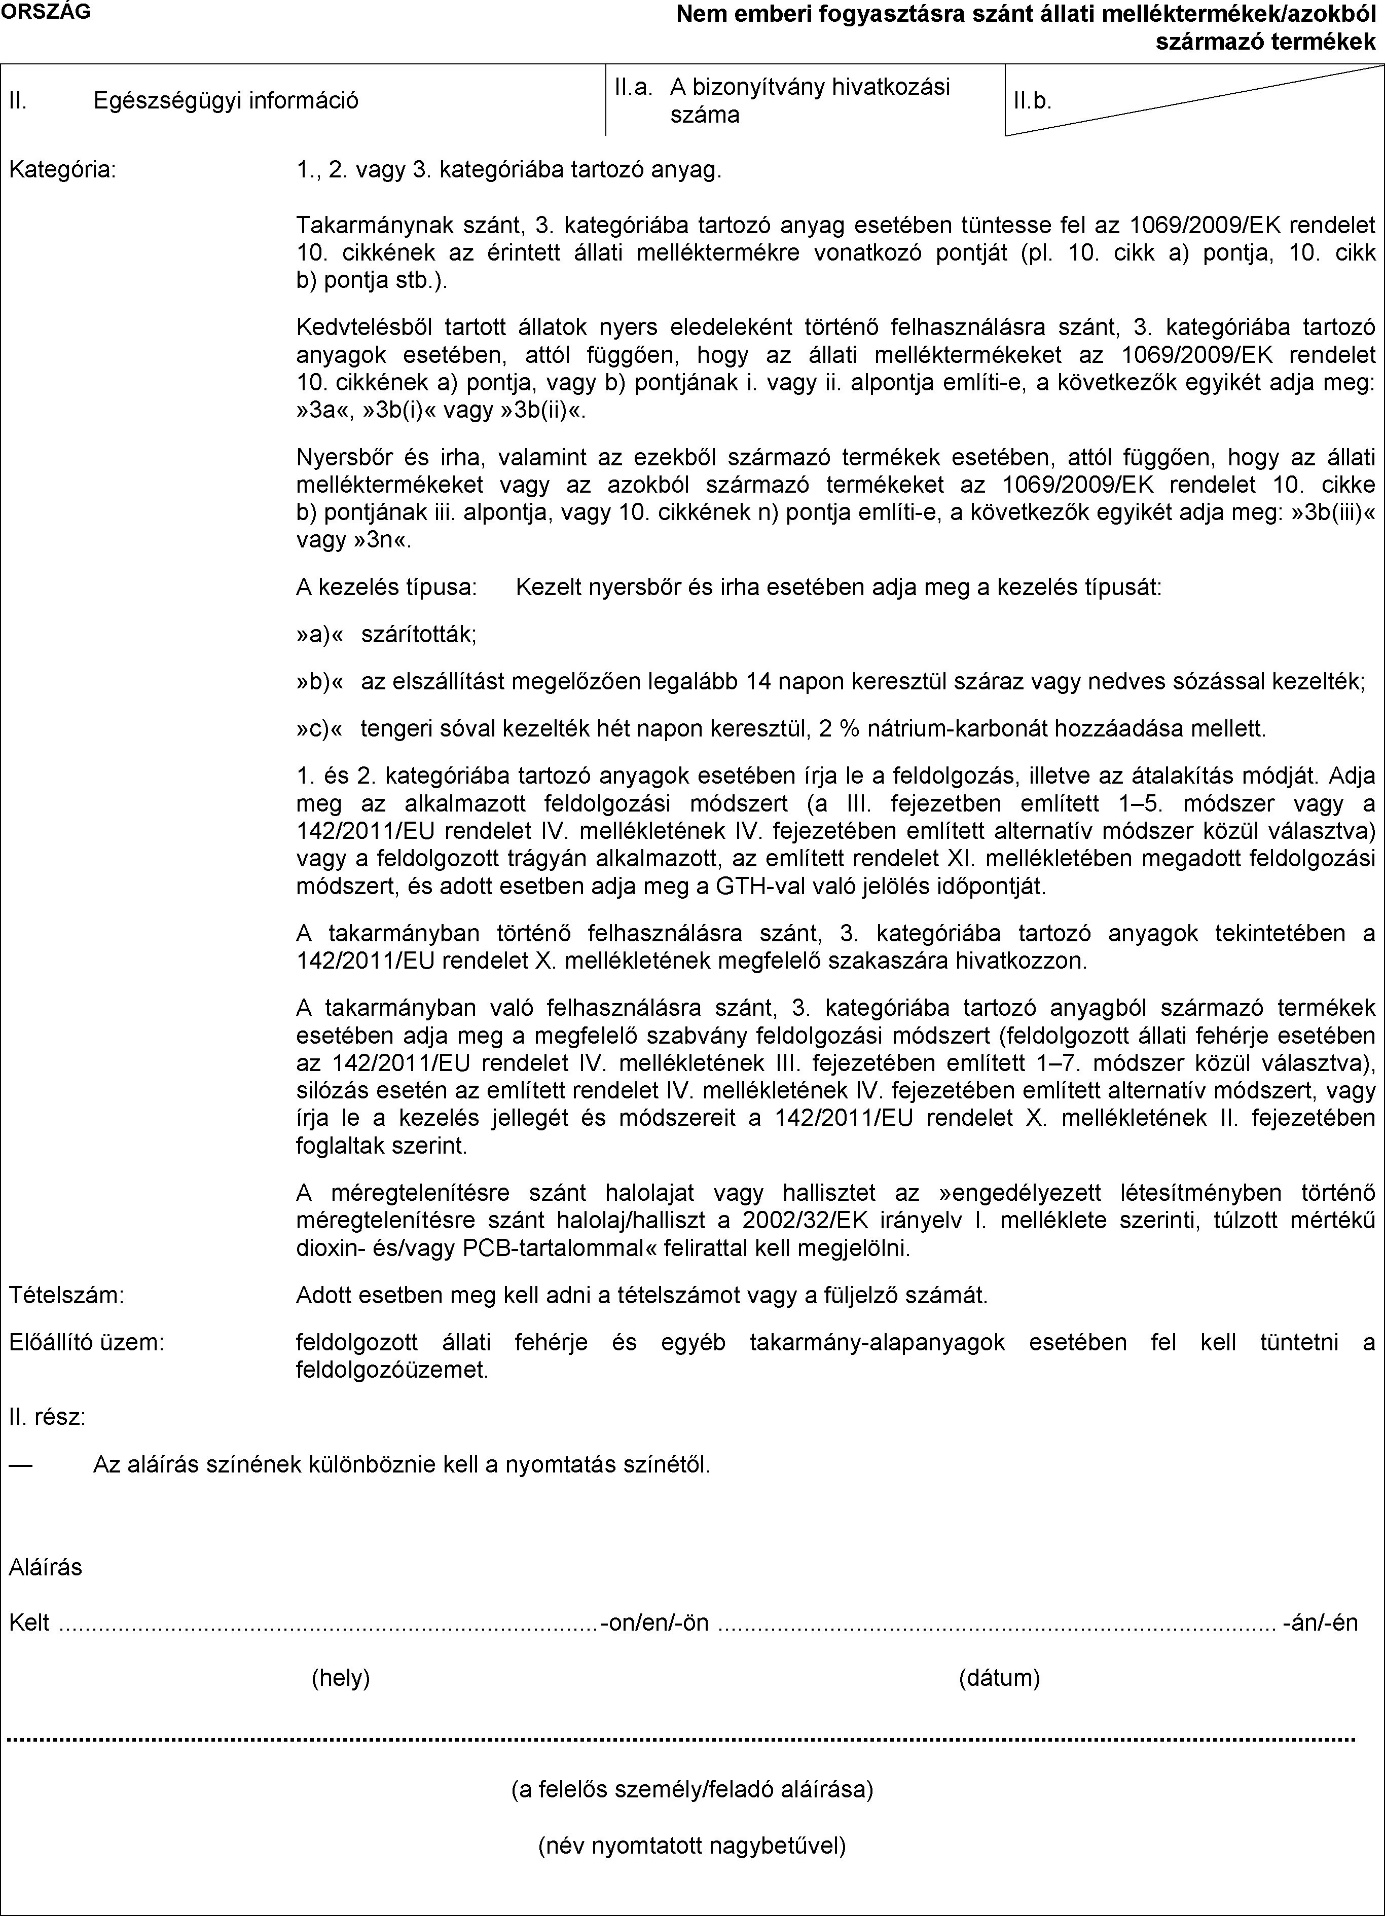 ORSZÁG
Nem emberi fogyasztásra szánt állati melléktermékek/azokból
származó termékek
II. Egészségügyi információ
II.a. A bizonyítvány hivatkozási
száma
II.b.
Kategória: 1., 2. vagy 3. kategóriába tartozó anyag.
Takarmánynak szánt, 3. kategóriába tartozó anyag esetében tüntesse fel az 1069/2009/EK rendelet
10. cikkének az érintett állati melléktermékre vonatkozó pontját (pl. 10. cikk a) pontja, 10. cikk
b) pontja stb.).
Kedvtelésből tartott állatok nyers eledeleként történő felhasználásra szánt, 3. kategóriába tartozó
anyagok esetében, attól függően, hogy az állati melléktermékeket az 1069/2009/EK rendelet
10. cikkének a) pontja, vagy b) pontjának i. vagy ii. alpontja említi-e, a következők egyikét adja meg:
»3a«, »3b(i)« vagy »3b(ii)«.
Nyersbőr és irha, valamint az ezekből származó termékek esetében, attól függően, hogy az állati
melléktermékeket vagy az azokból származó termékeket az 1069/2009/EK rendelet 10. cikke
b) pontjának iii. alpontja, vagy 10. cikkének n) pontja említi-e, a következők egyikét adja meg: »3b(iii)«
vagy »3n«.
A kezelés típusa: Kezelt nyersbőr és irha esetében adja meg a kezelés típusát:
»a)« szárították;
»b)« az elszállítást megelőzően legalább 14 napon keresztül száraz vagy nedves sózással kezelték;
»c)« tengeri sóval kezelték hét napon keresztül, 2 % nátrium-karbonát hozzáadása mellett.
1. és 2. kategóriába tartozó anyagok esetében írja le a feldolgozás, illetve az átalakítás módját. Adja
meg az alkalmazott feldolgozási módszert (a III. fejezetben említett 1–5. módszer vagy a
142/2011/EU rendelet IV. mellékletének IV. fejezetében említett alternatív módszer közül választva)
vagy a feldolgozott trágyán alkalmazott, az említett rendelet XI. mellékletében megadott feldolgozási
módszert, és adott esetben adja meg a GTH-val való jelölés időpontját.
A takarmányban történő felhasználásra szánt, 3. kategóriába tartozó anyagok tekintetében a
142/2011/EU rendelet X. mellékletének megfelelő szakaszára hivatkozzon.
A takarmányban való felhasználásra szánt, 3. kategóriába tartozó anyagból származó termékek
esetében adja meg a megfelelő szabvány feldolgozási módszert (feldolgozott állati fehérje esetében
az 142/2011/EU rendelet IV. mellékletének III. fejezetében említett 1–7. módszer közül választva),
silózás esetén az említett rendelet IV. mellékletének IV. fejezetében említett alternatív módszert, vagy
írja le a kezelés jellegét és módszereit a 142/2011/EU rendelet X. mellékletének II. fejezetében
foglaltak szerint.
A méregtelenítésre szánt halolajat vagy hallisztet az »engedélyezett létesítményben történő
méregtelenítésre szánt halolaj/halliszt a 2002/32/EK irányelv I. melléklete szerinti, túlzott mértékű
dioxin- és/vagy PCB-tartalommal« felirattal kell megjelölni.
Tételszám: Adott esetben meg kell adni a tételszámot vagy a füljelző számát.
Előállító üzem: feldolgozott állati fehérje és egyéb takarmány-alapanyagok esetében fel kell tüntetni a
feldolgozóüzemet.
II. rész:
— Az aláírás színének különböznie kell a nyomtatás színétől.
Aláírás
Kelt ..................................................................................-on/en/-ön ..................................................................................... -án/-én
(hely) (dátum)
(a felelős személy/feladó aláírása)
(név nyomtatott nagybetűvel)